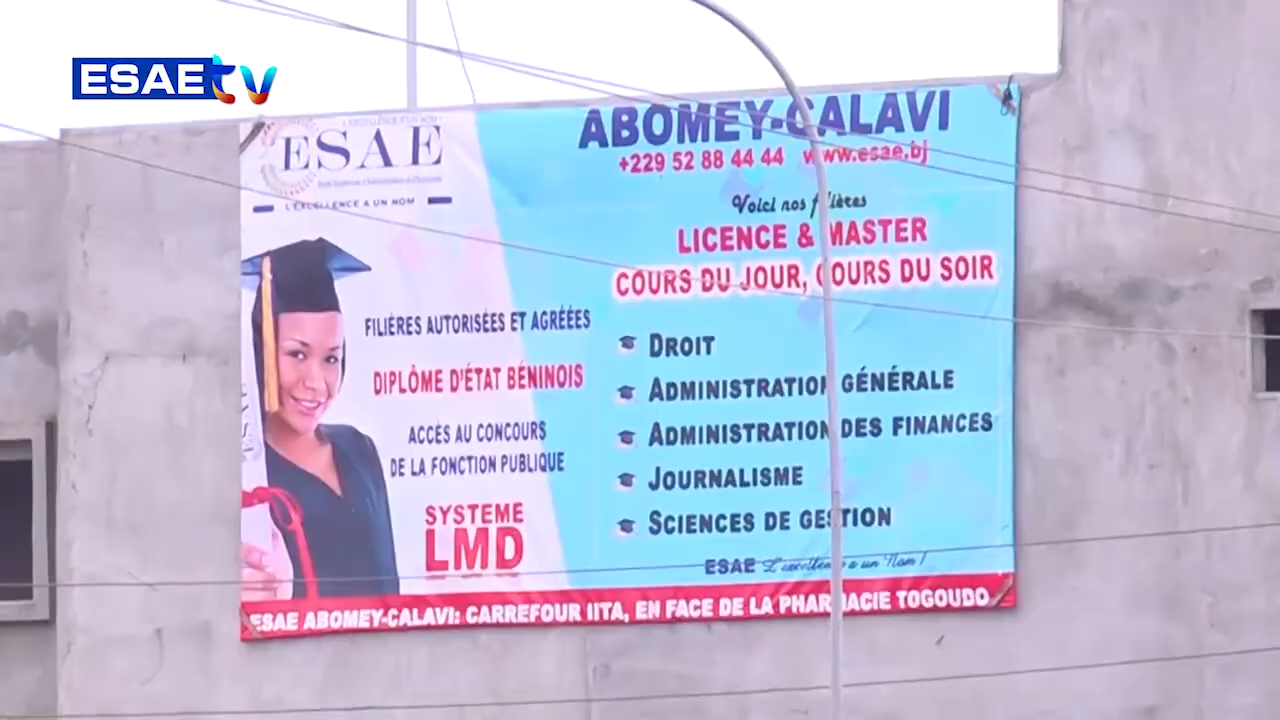 ESAEtv
ESAE
L'EXCELLENCE A UN NOM
ABOMEY-CALAVI
+229 52 88 44 44 www.esae.bj
Voici nos filières
LICENCE & MASTER
COURS DU JOUR, COURS DU SOIR
FILIÈRES AUTORISÉES ET AGRÉÉES
DIPLÔME D'ÉTAT BÉNINOIS
ACCÈS AU CONCOURS
DE LA FONCTION PUBLIQUE
SYSTEME
LMD
DROIT
ADMINISTRATION GÉNÉRALE
ADMINISTRATION DES FINANCES
JOURNALISME
SCIENCES DE GESTION
ESAE L'excellence a un Nom !
ESAE ABOMEY-CALAVI: CARREFOUR IITA, EN FACE DE LA PHARMACIE TOGOUDO